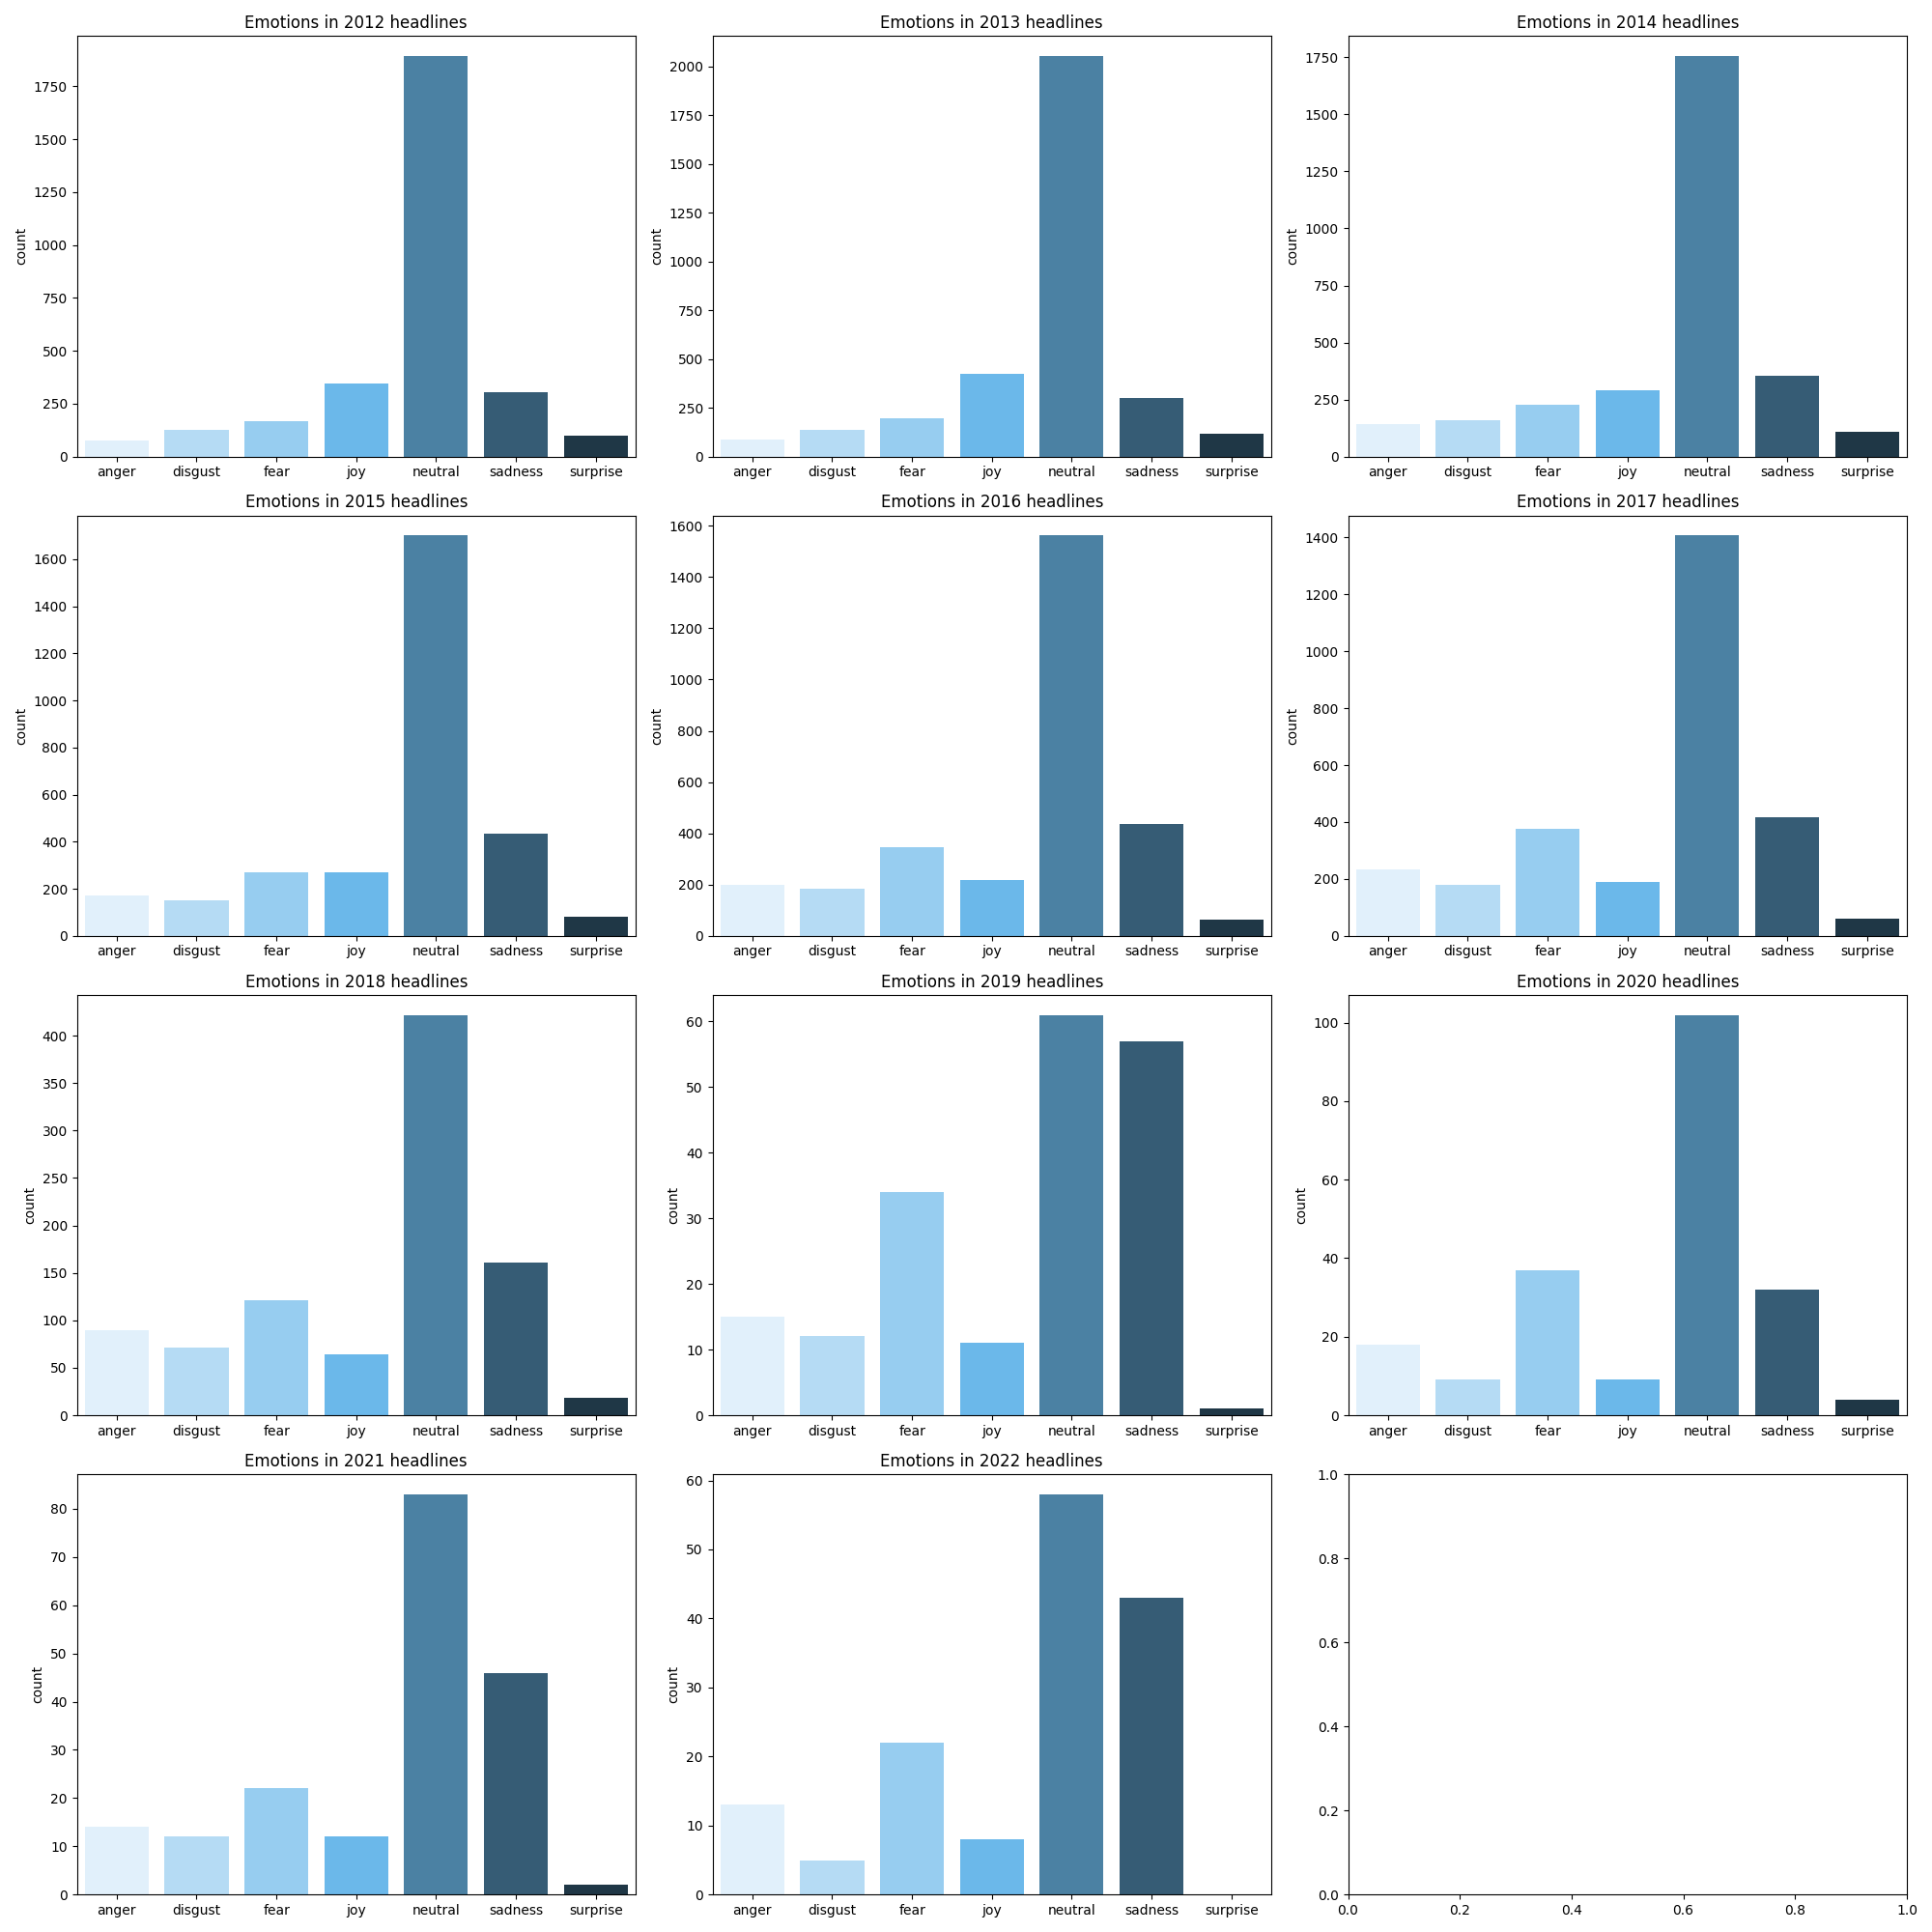 Emotions in 2012 headlines
count
1750
1500
1250
1000
750
500
250
0
anger disgust fear joy neutral sadness surprise
Emotions in 2013 headlines
count
2000
1750
1500
1250
1000
750
500
250
0
anger disgust fear joy neutral sadness surprise
Emotions in 2014 headlines
count
1750
1500
1250
1000
750
500
250
0
anger disgust fear joy neutral sadness surprise
Emotions in 2015 headlines
count
1600
1400
1200
1000
800
600
400
200
0
anger disgust fear joy neutral sadness surprise
Emotions in 2016 headlines
count
1600
1400
1200
1000
800
600
400
200
0
anger disgust fear joy neutral sadness surprise
Emotions in 2017 headlines
count
1400
1200
1000
800
600
400
200
0
anger disgust fear joy neutral sadness surprise
Emotions in 2018 headlines
count
400
350
300
250
200
150
100
50
0
anger disgust fear joy neutral sadness surprise
Emotions in 2019 headlines
count
60
50
40
30
20
10
0
anger disgust fear joy neutral sadness surprise
Emotions in 2020 headlines
count
100
80
60
40
20
0
anger disgust fear joy neutral sadness surprise
Emotions in 2021 headlines
count
80
70
60
50
40
30
20
10
0
anger disgust fear joy neutral sadness surprise
Emotions in 2022 headlines
count
60
50
40
30
20
10
0
anger disgust fear joy neutral sadness surprise
1.0
0.8
0.6
0.4
0.2
0.0
0.0 0.2 0.4 0.6 0.8 1.0